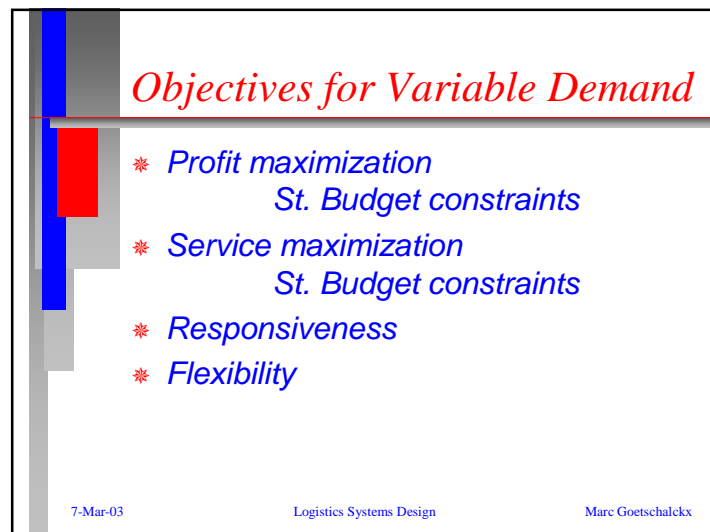 Objectives for Variable Demand
Profit maximization
St. Budget constraints
Service maximization
St. Budget constraints
Responsiveness
Flexibility
7-Mar-03 Logistics Systems Design Marc Goetschalckx